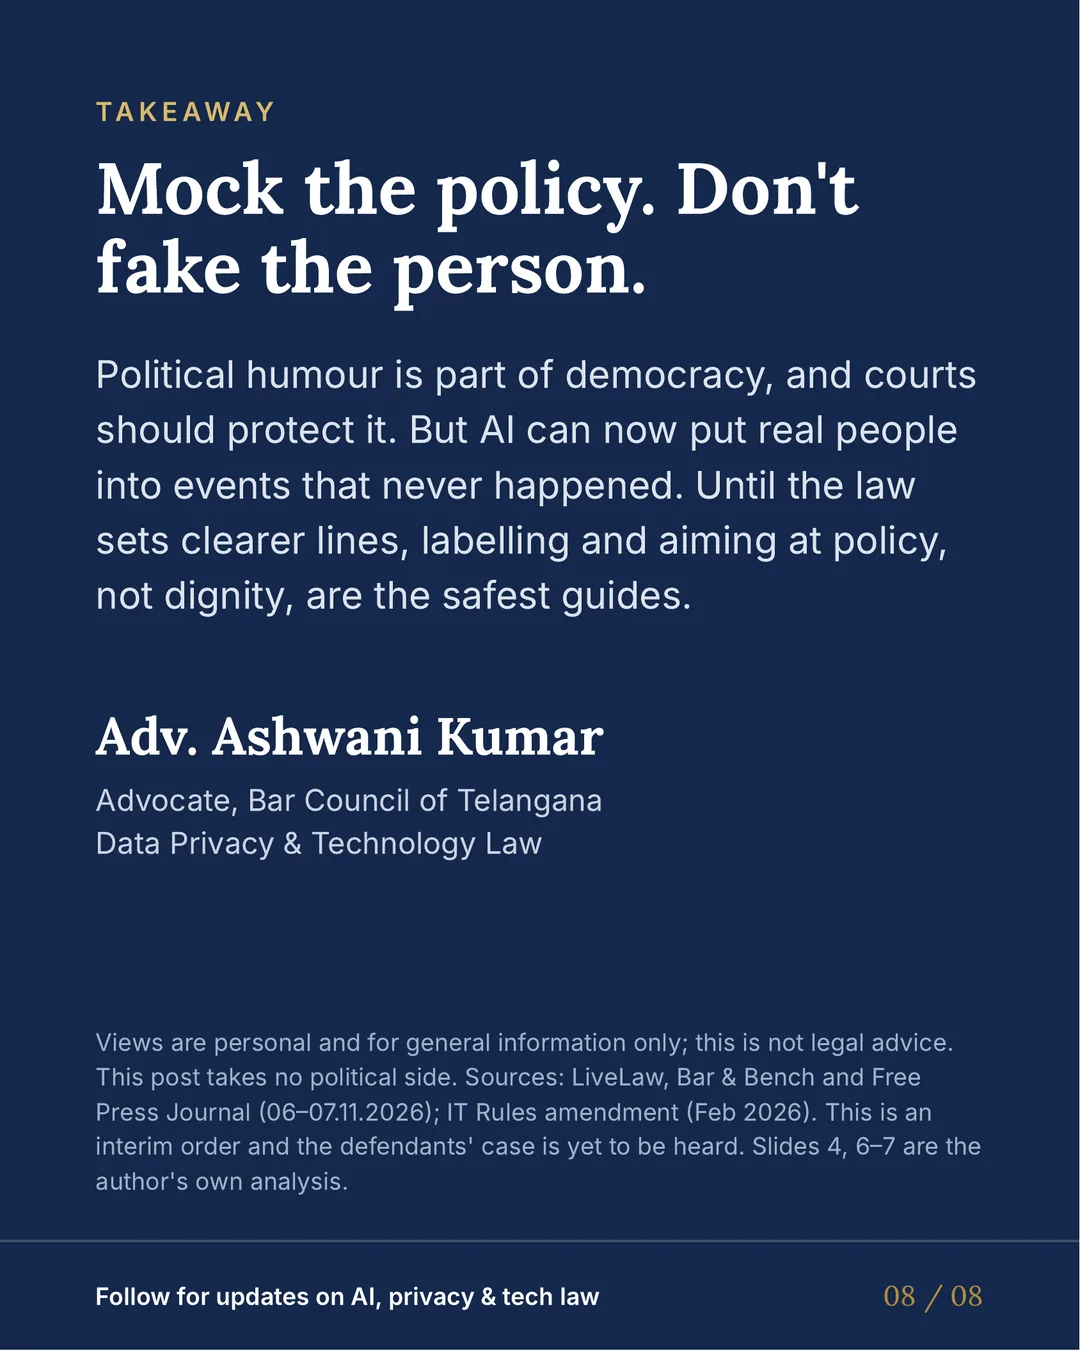 TAKEAWAY
Mock the policy. Don't
fake the person.
Political humour is part of democracy, and courts
should protect it. But AI can now put real people
into events that never happened. Until the law
sets clearer lines, labelling and aiming at policy,
not dignity, are the safest guides.
Adv. Ashwani Kumar
Advocate, Bar Council of Telangana
Data Privacy & Technology Law
Views are personal and for general information only; this is not legal advice.
This post takes no political side. Sources: LiveLaw, Bar & Bench and Free
Press Journal (06–07.11.2026); IT Rules amendment (Feb 2026). This is an
interim order and the defendants' case is yet to be heard. Slides 4, 6–7 are the
author's own analysis.
Follow for updates on AI, privacy & tech law
08 / 08